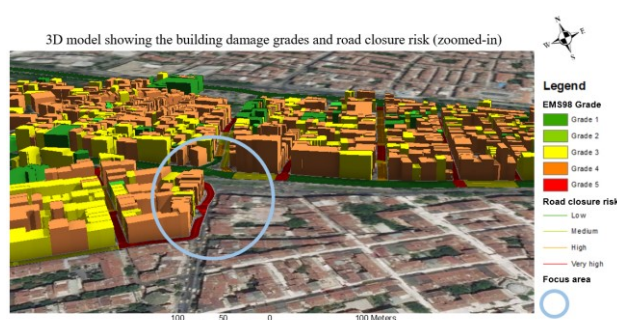 3D model showing the building damage grades and road closure risk (zoomed-in)
N
W
E
S
Legend
EMS98 Grade
Grade 1
Grade 2
Grade 3
Grade 4
Grade 5
Road closure risk
Low
Medium
High
Very high
Focus area
100 50 0 100 Meters